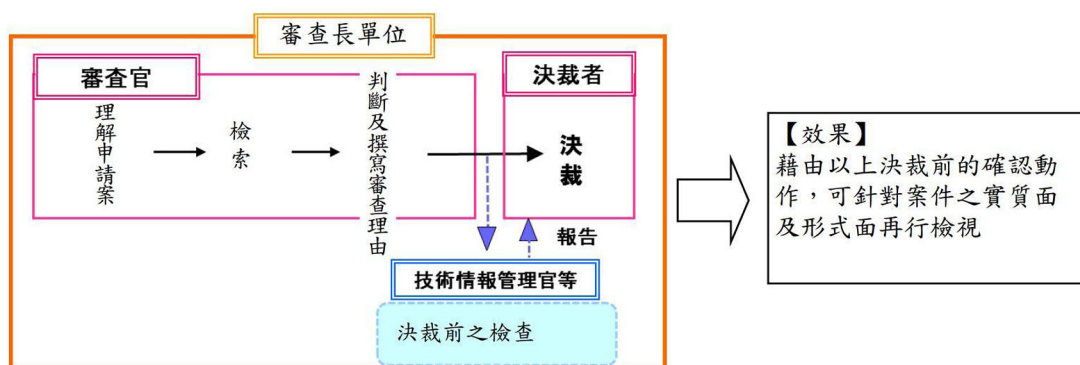 審查長單位
審查官
決裁者
理解申請案
檢索
判斷及撰寫審查理由
決裁
報告
技術情報管理官等
決裁前之檢查
【效果】
藉由以上決裁前的確認動
作，可針對案件之實質面
及形式面再行檢視